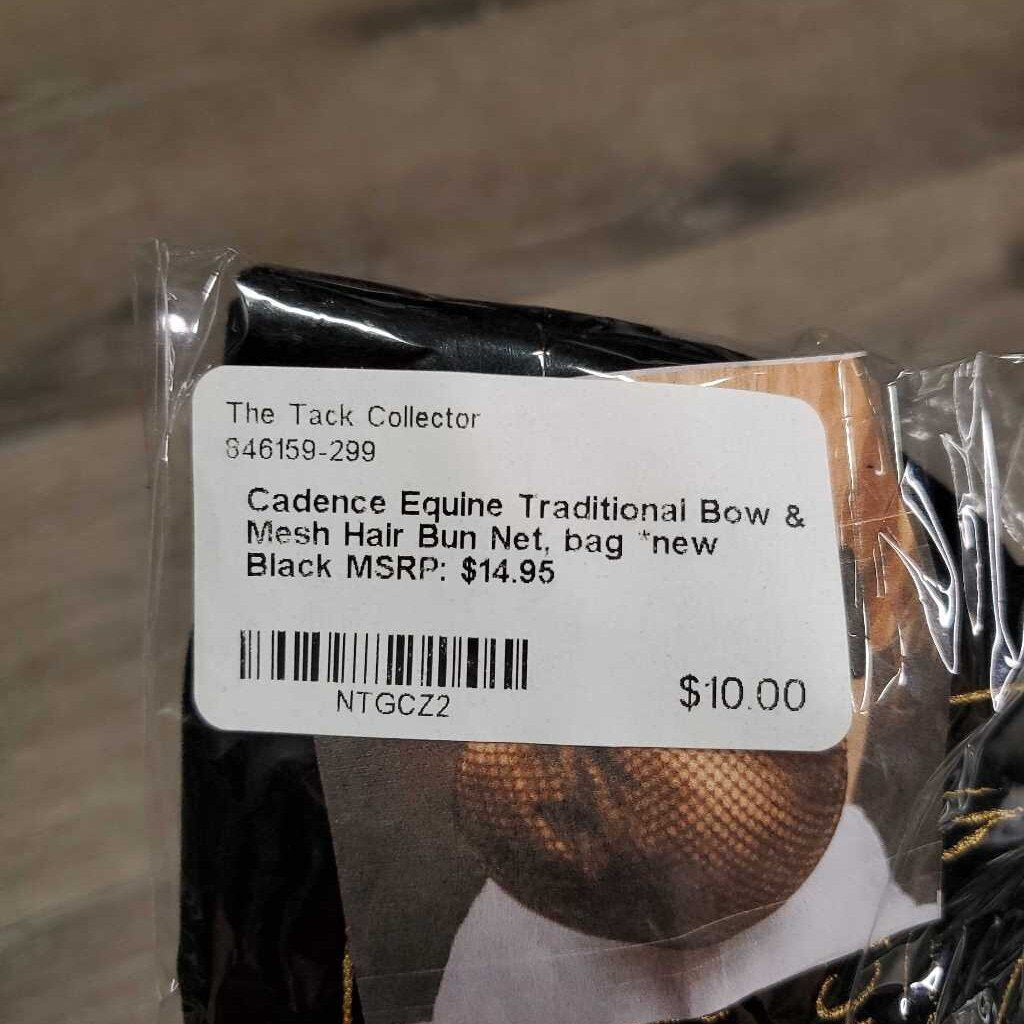 The Tack Collector
846159-299
Cadence Equine Traditional Bow &
Mesh Hair Bun Net, bag *new
Black MSRP: $14.95
NTGCZ2
$10.00